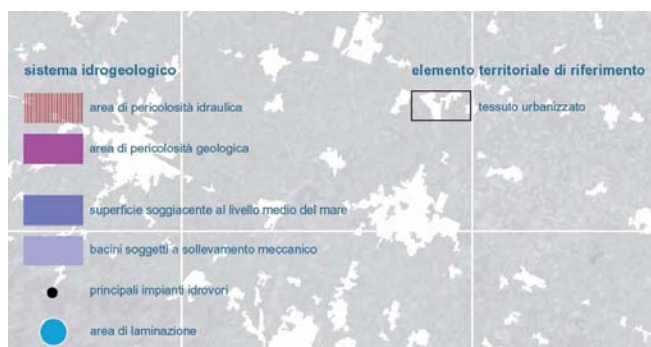 sistema idrogeologico
area di pericolosità idraulica
area di pericolosità geologica
superficie soggiacente al livello medio del mare
bacini soggetti a sollevamento meccanico
principali impianti idrovori
area di laminazione
elemento territoriale di riferimento
tessuto urbanizzato